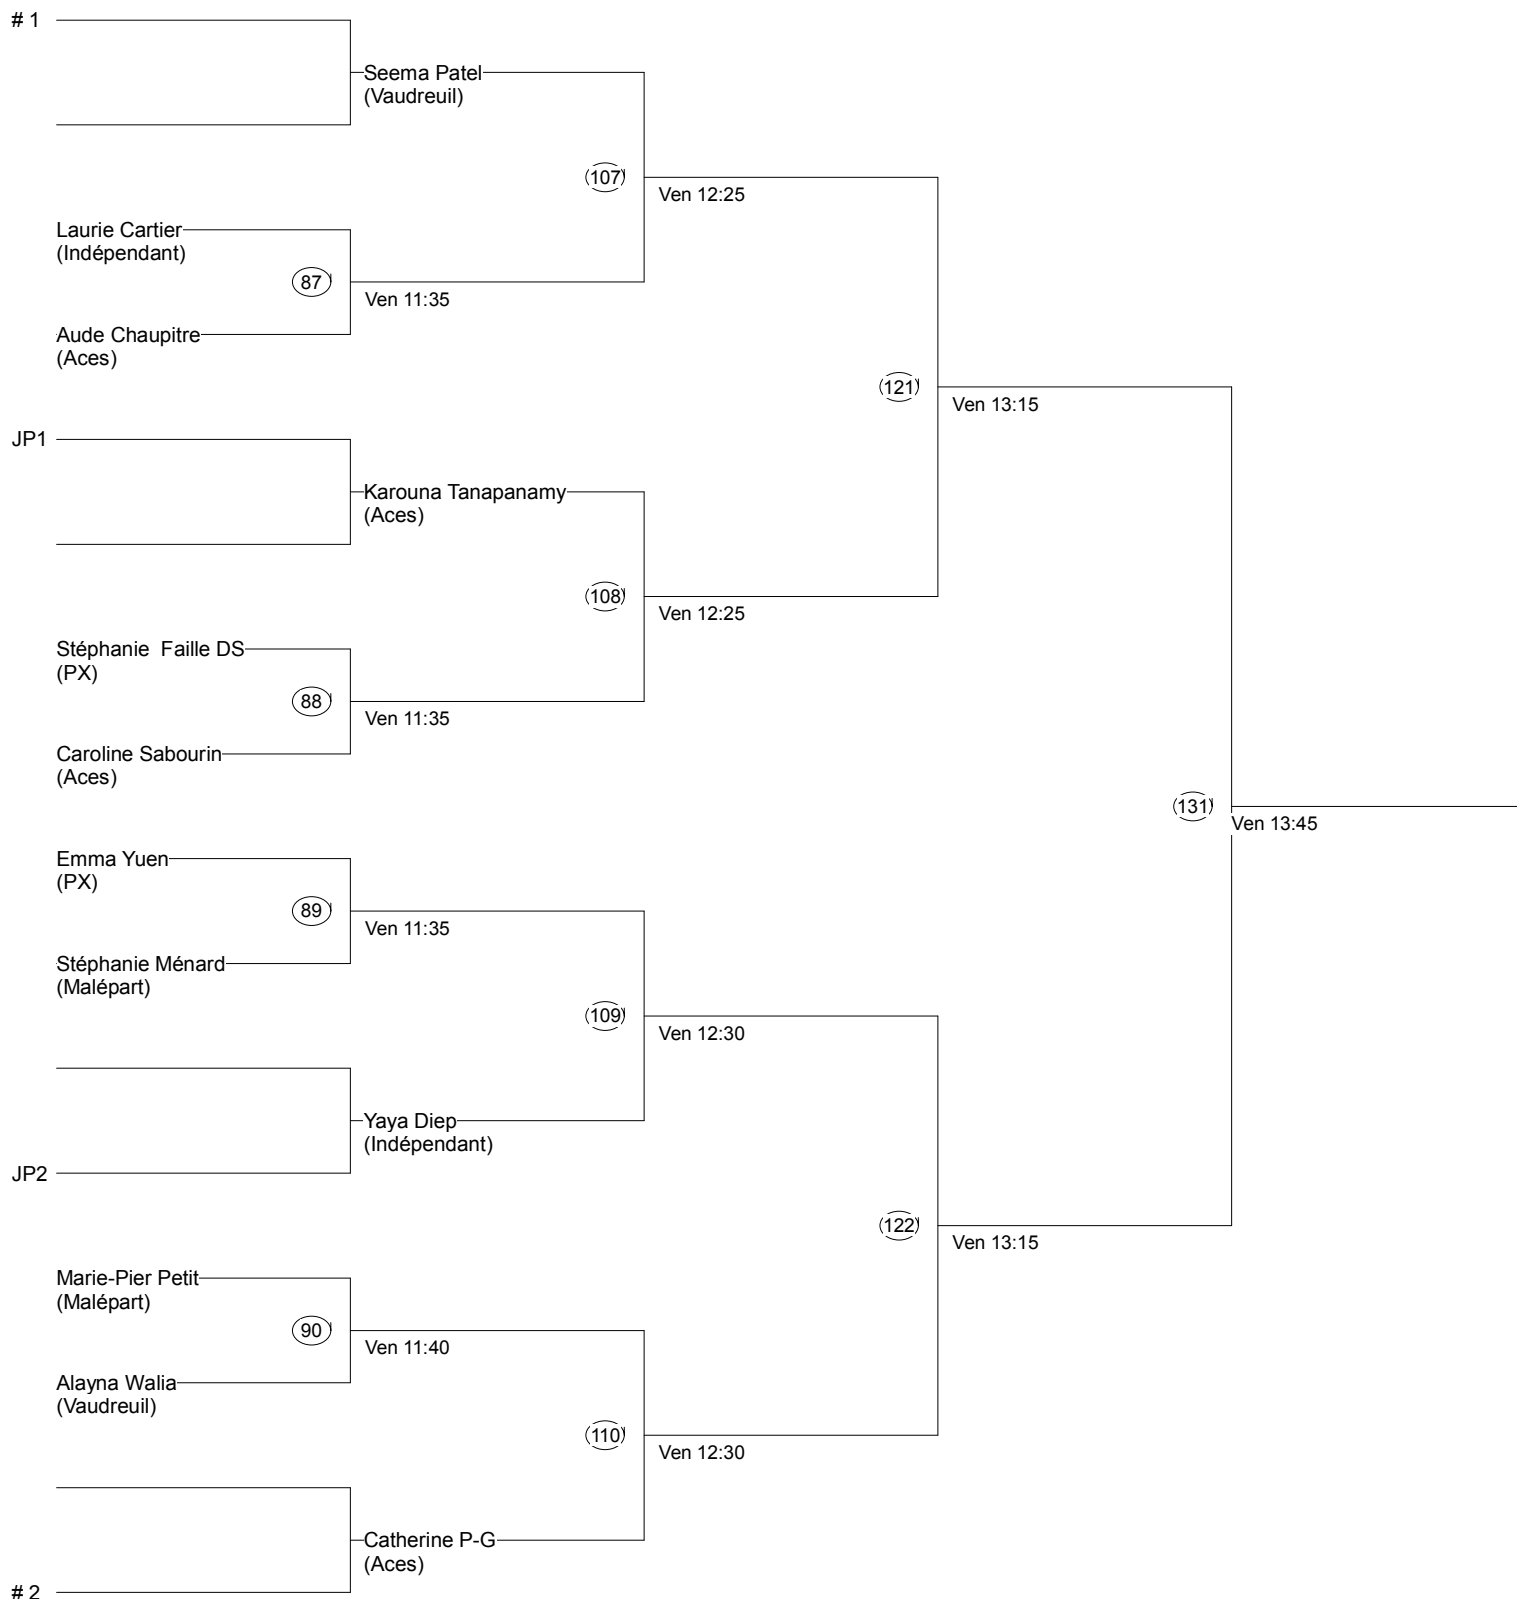 # 1
Seema Patel
(Vaudreuil)
107
Ven 12:25
Laurie Cartier
(Indépendant)
87
Ven 11:35
Aude Chaupitre
(Aces)
121
Ven 13:15
JP1
Karouna Tanapanamy
(Aces)
108
Ven 12:25
Stéphanie  Faille DS
(PX)
88
Ven 11:35
Caroline Sabourin
(Aces)
131
Ven 13:45
Emma Yuen
(PX)
89
Ven 11:35
Stéphanie Ménard
(Malépart)
109
Ven 12:30
Yaya Diep
(Indépendant)
JP2
122
Ven 13:15
Marie-Pier Petit
(Malépart)
90
Ven 11:40
Alayna Walia
(Vaudreuil)
110
Ven 12:30
Catherine P-G
(Aces)
# 2